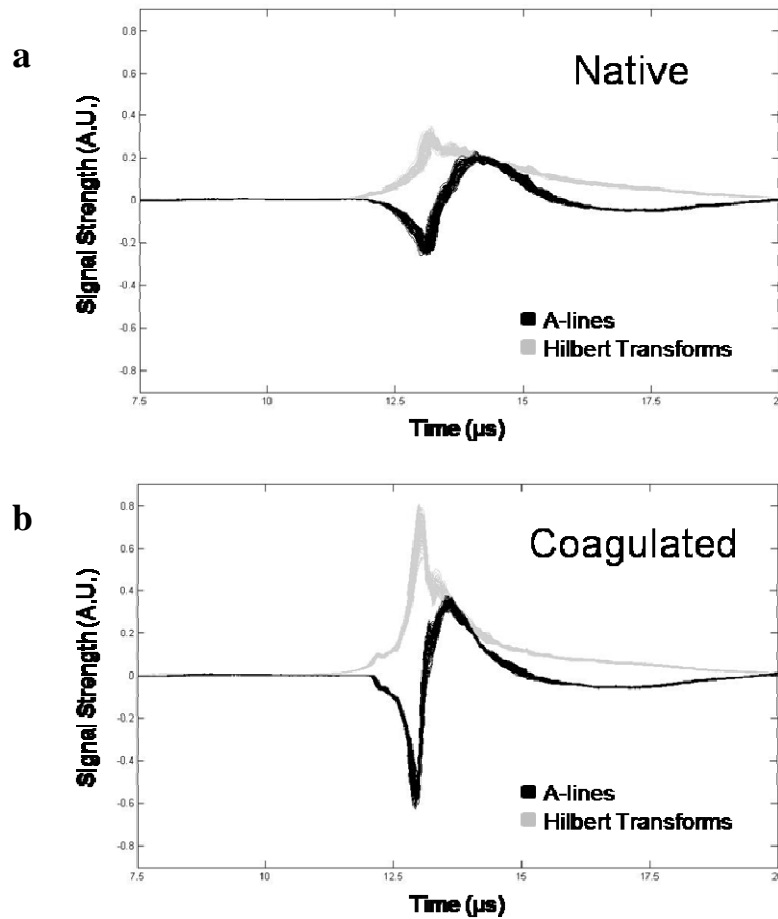 a
Native
Signal Strength (A.U.)
0.8
0.6
0.4
0.2
0
-0.2
-0.4
-0.6
-0.8
A-lines
Hilbert Transforms
7.5
10
12.5
15
17.5
20
Time (µs)
b
Coagulated
Signal Strength (A.U.)
0.8
0.6
0.4
0.2
0
-0.2
-0.4
-0.6
-0.8
A-lines
Hilbert Transforms
7.5
10
12.5
15
17.5
20
Time (µs)